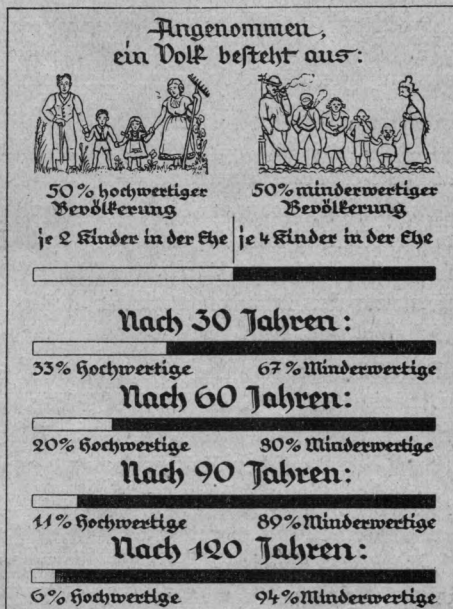 Angenommen,
ein Volk besteht aus:
50% hochwertiger
Bevölkerung
50% minderwertiger
Bevölkerung
je 2 Kinder in der Ehe
je 4 Kinder in der Ehe
Nach 30 Jahren:
33% Hochwertige 67% Minderwertige
Nach 60 Jahren:
20% Hochwertige 80% Minderwertige
Nach 90 Jahren:
11% Hochwertige 89% Minderwertige
Nach 120 Jahren:
6% Hochwertige 94% Minderwertige